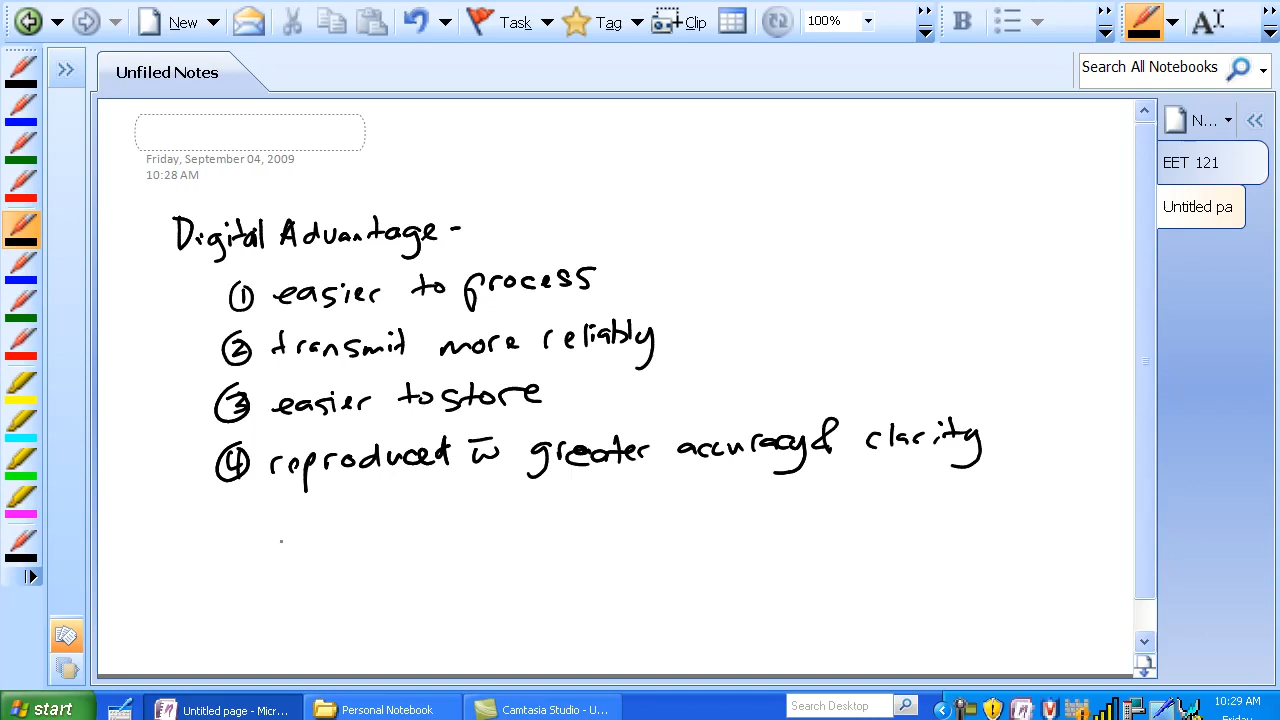 New
Task
Tag
Clip
100%
B
A
Unfiled Notes
Search All Notebooks
N...
Friday, September 04, 2009
10:28 AM
EET 121
Untitled pa
Digital Advantage -
① easier to process
② transmit more reliably
③ easier to store
④ reproduced w̄ greater accuracy & clarity
start
Untitled page - Micr...
Personal Notebook
Camtasia Studio - U...
Search Desktop
10:29 AM
Friday